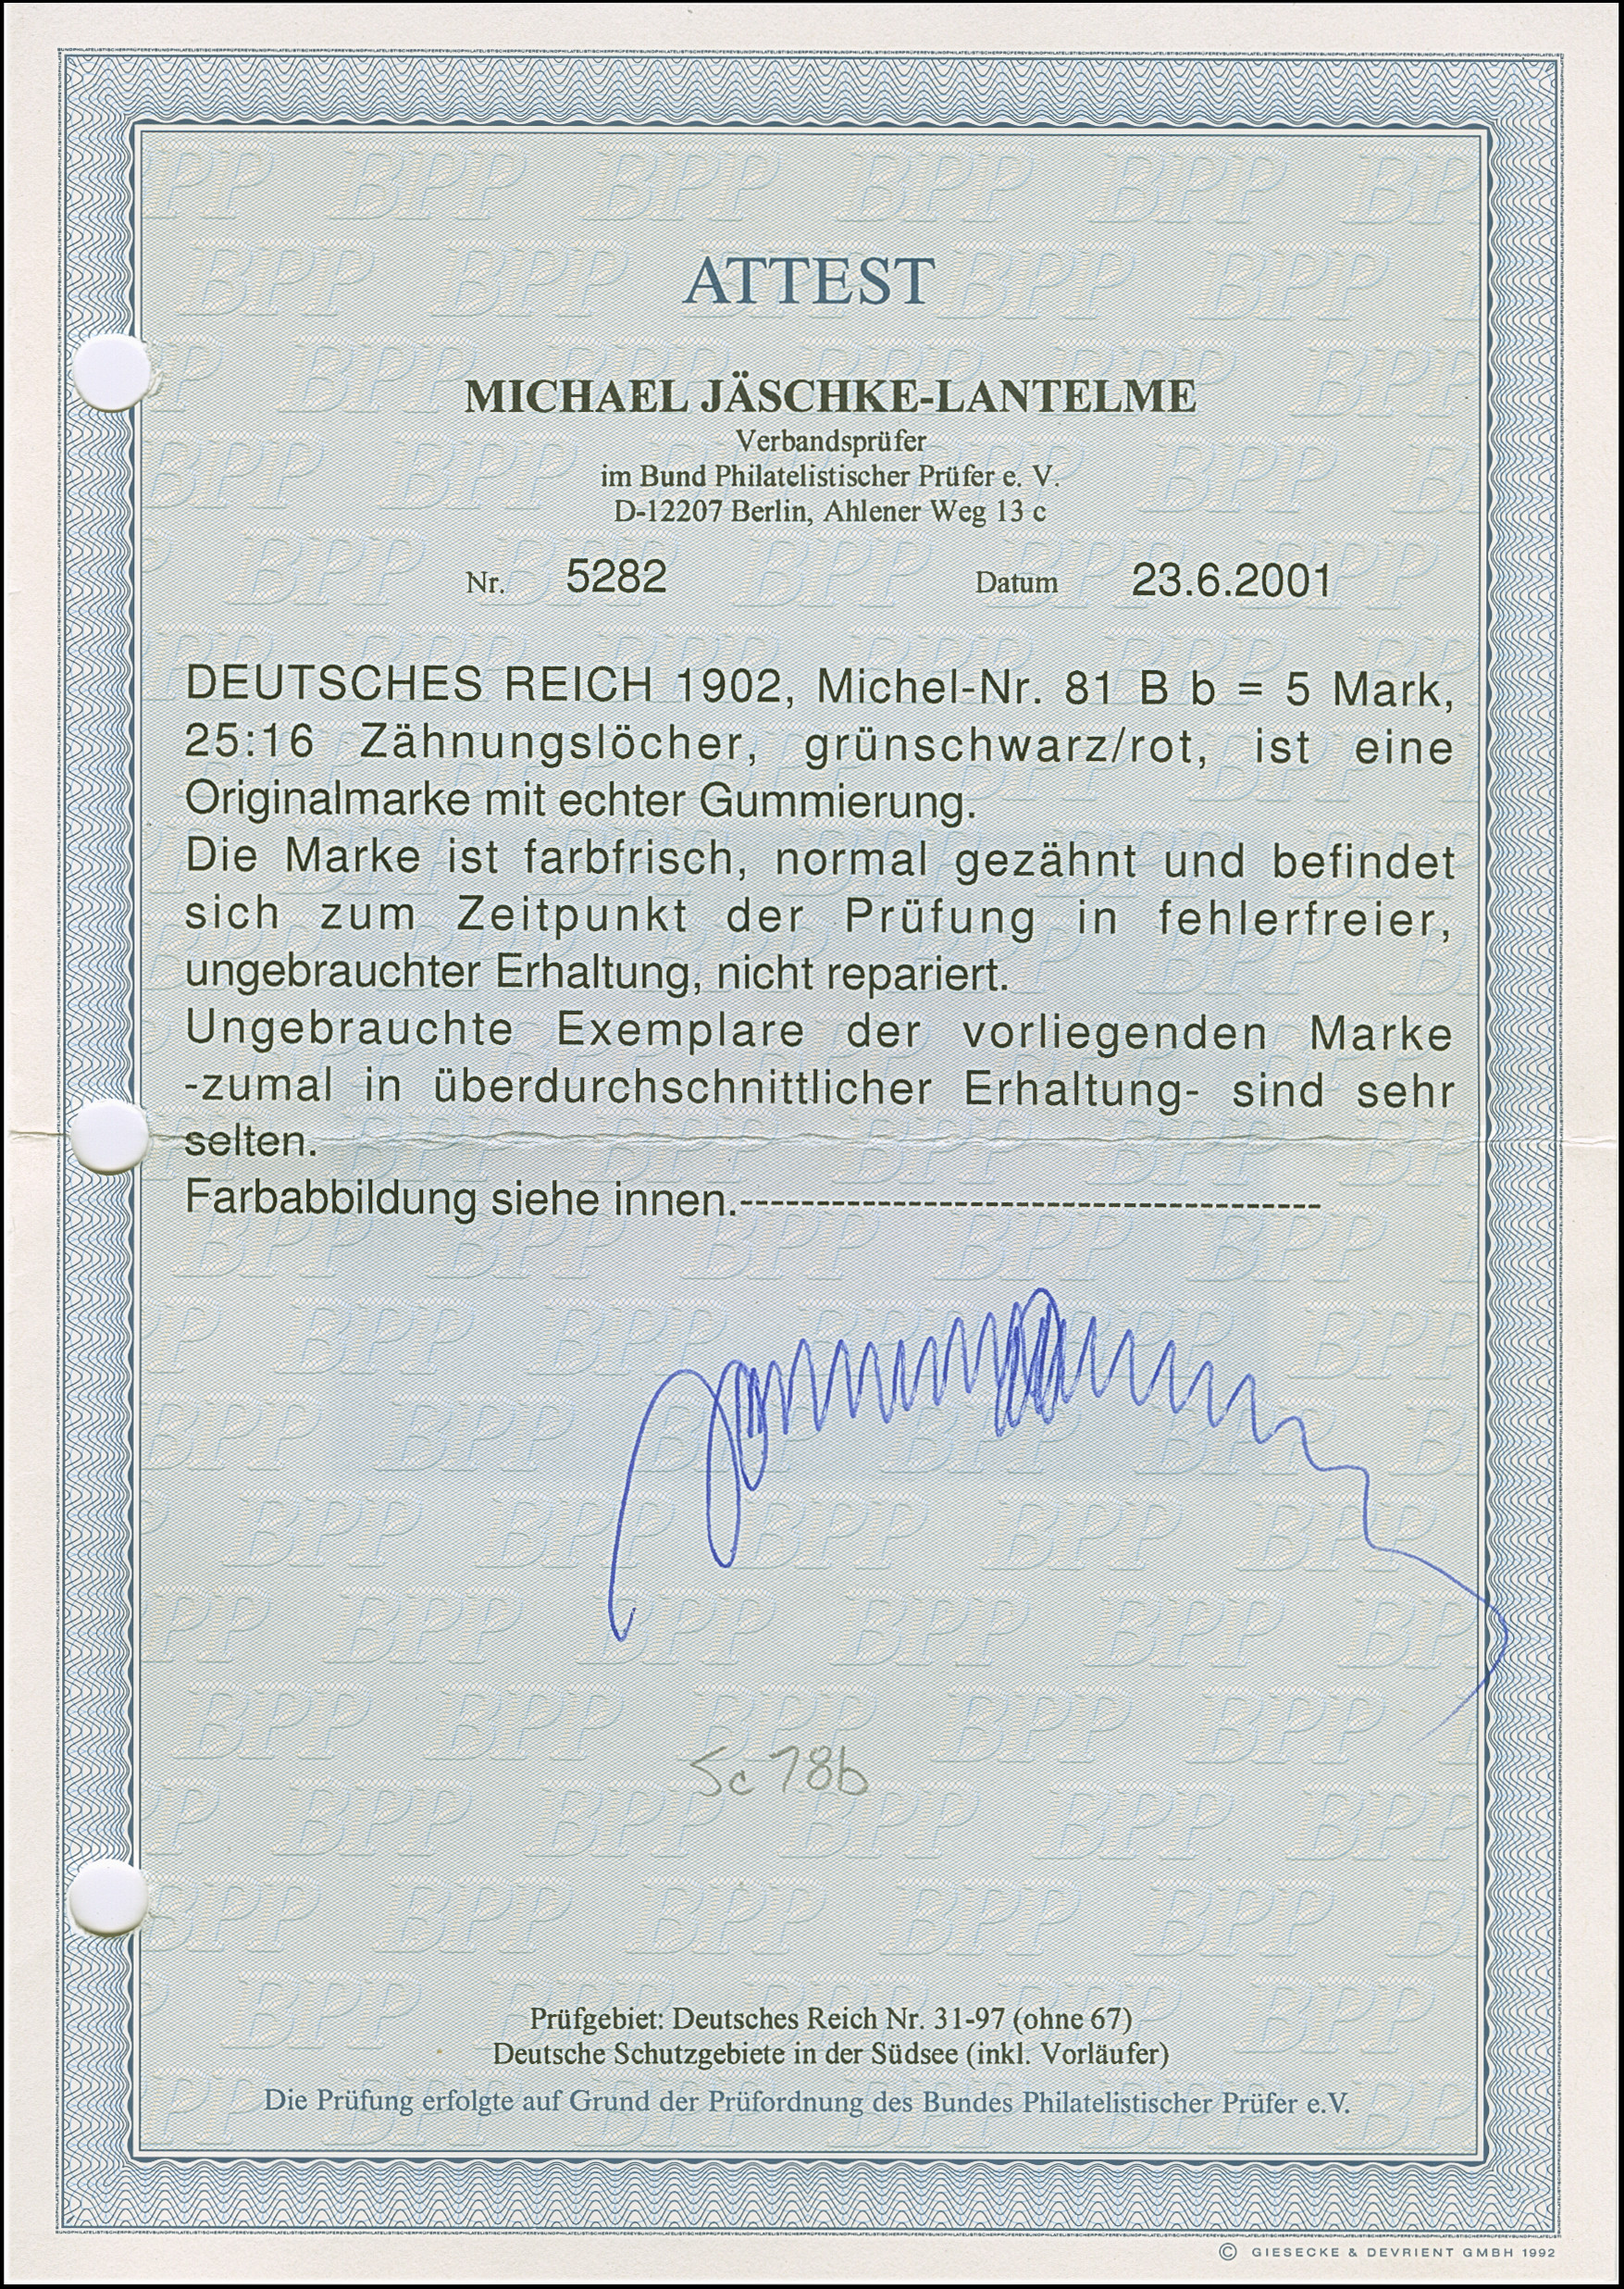 ATTEST
MICHAEL JÄSCHKE-LANTELME
Verbandsprüfer
im Bund Philatelistischer Prüfer e. V.
D-12207 Berlin, Ahlener Weg 13 c
Nr. 5282 Datum 23.6.2001
DEUTSCHES REICH 1902, Michel-Nr. 81 B b = 5 Mark,
25:16 Zähnungslöcher, grünschwarz/rot, ist eine
Originalmarke mit echter Gummierung.
Die Marke ist farbfrisch, normal gezähnt und befindet
sich zum Zeitpunkt der Prüfung in fehlerfreier,
ungebrauchter Erhaltung, nicht repariert.
Ungebrauchte Exemplare der vorliegenden Marke
-zumal in überdurchschnittlicher Erhaltung- sind sehr
selten.
Farbabbildung siehe innen.--------------------------------------
Sc 78b
Prüfgebiet: Deutsches Reich Nr. 31-97 (ohne 67)
Deutsche Schutzgebiete in der Südsee (inkl. Vorläufer)
Die Prüfung erfolgte auf Grund der Prüfordnung des Bundes Philatelistischer Prüfer e.V.
© GIESECKE & DEVRIENT GMBH 1992